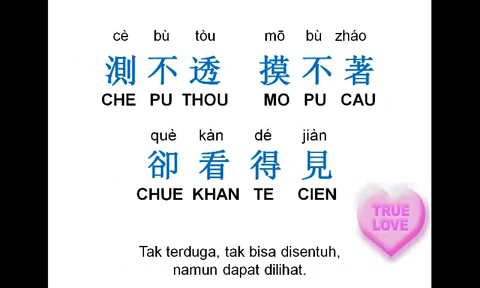 cè bù tòu mō bù zháo
測不透 摸不著
CHE PU THOU MO PU CAU
què kàn dé jiàn
卻看得見
CHUE KHAN TE CIEN
TRUE
LOVE
Tak terduga, tak bisa disentuh,
namun dapat dilihat.